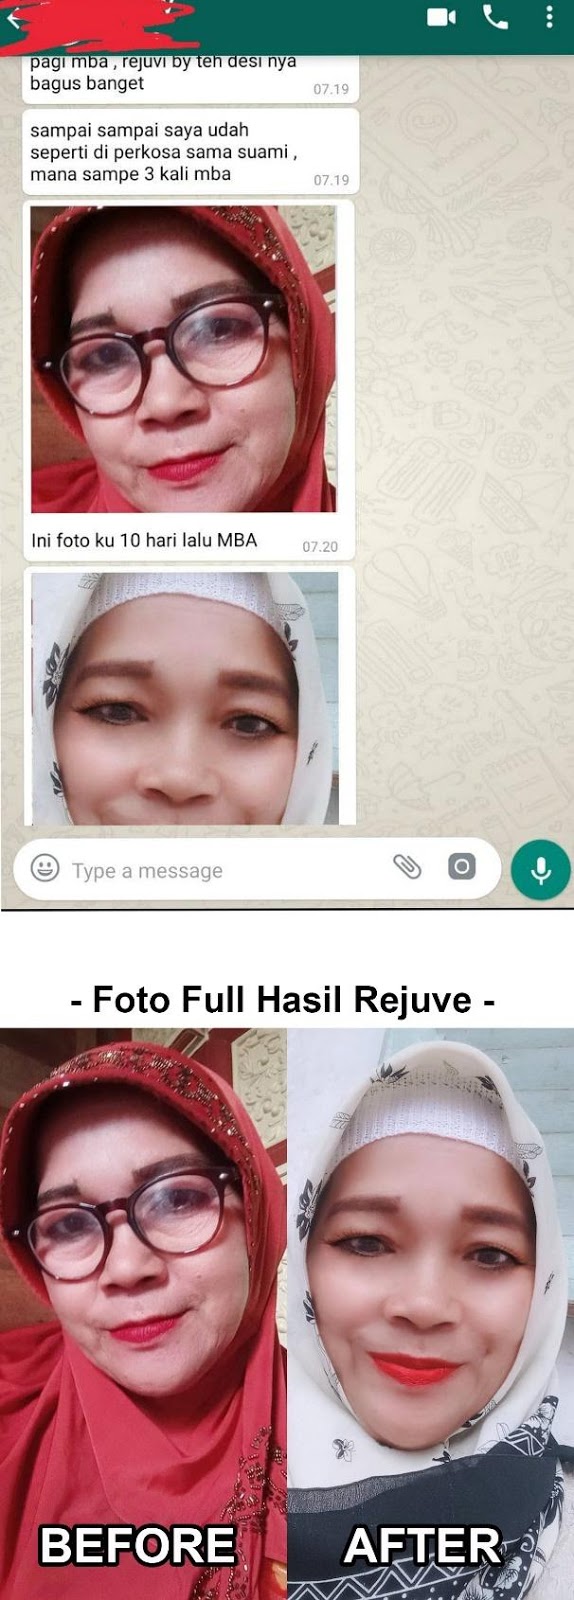 pagi mba , rejuvi by teh desi nya
bagus banget
07.19
sampai sampai saya udah
seperti di perkosa sama suami ,
mana sampe 3 kali mba
07.19
Ini foto ku 10 hari lalu MBA
07.20
Type a message
- Foto Full Hasil Rejuve -
BEFORE
AFTER